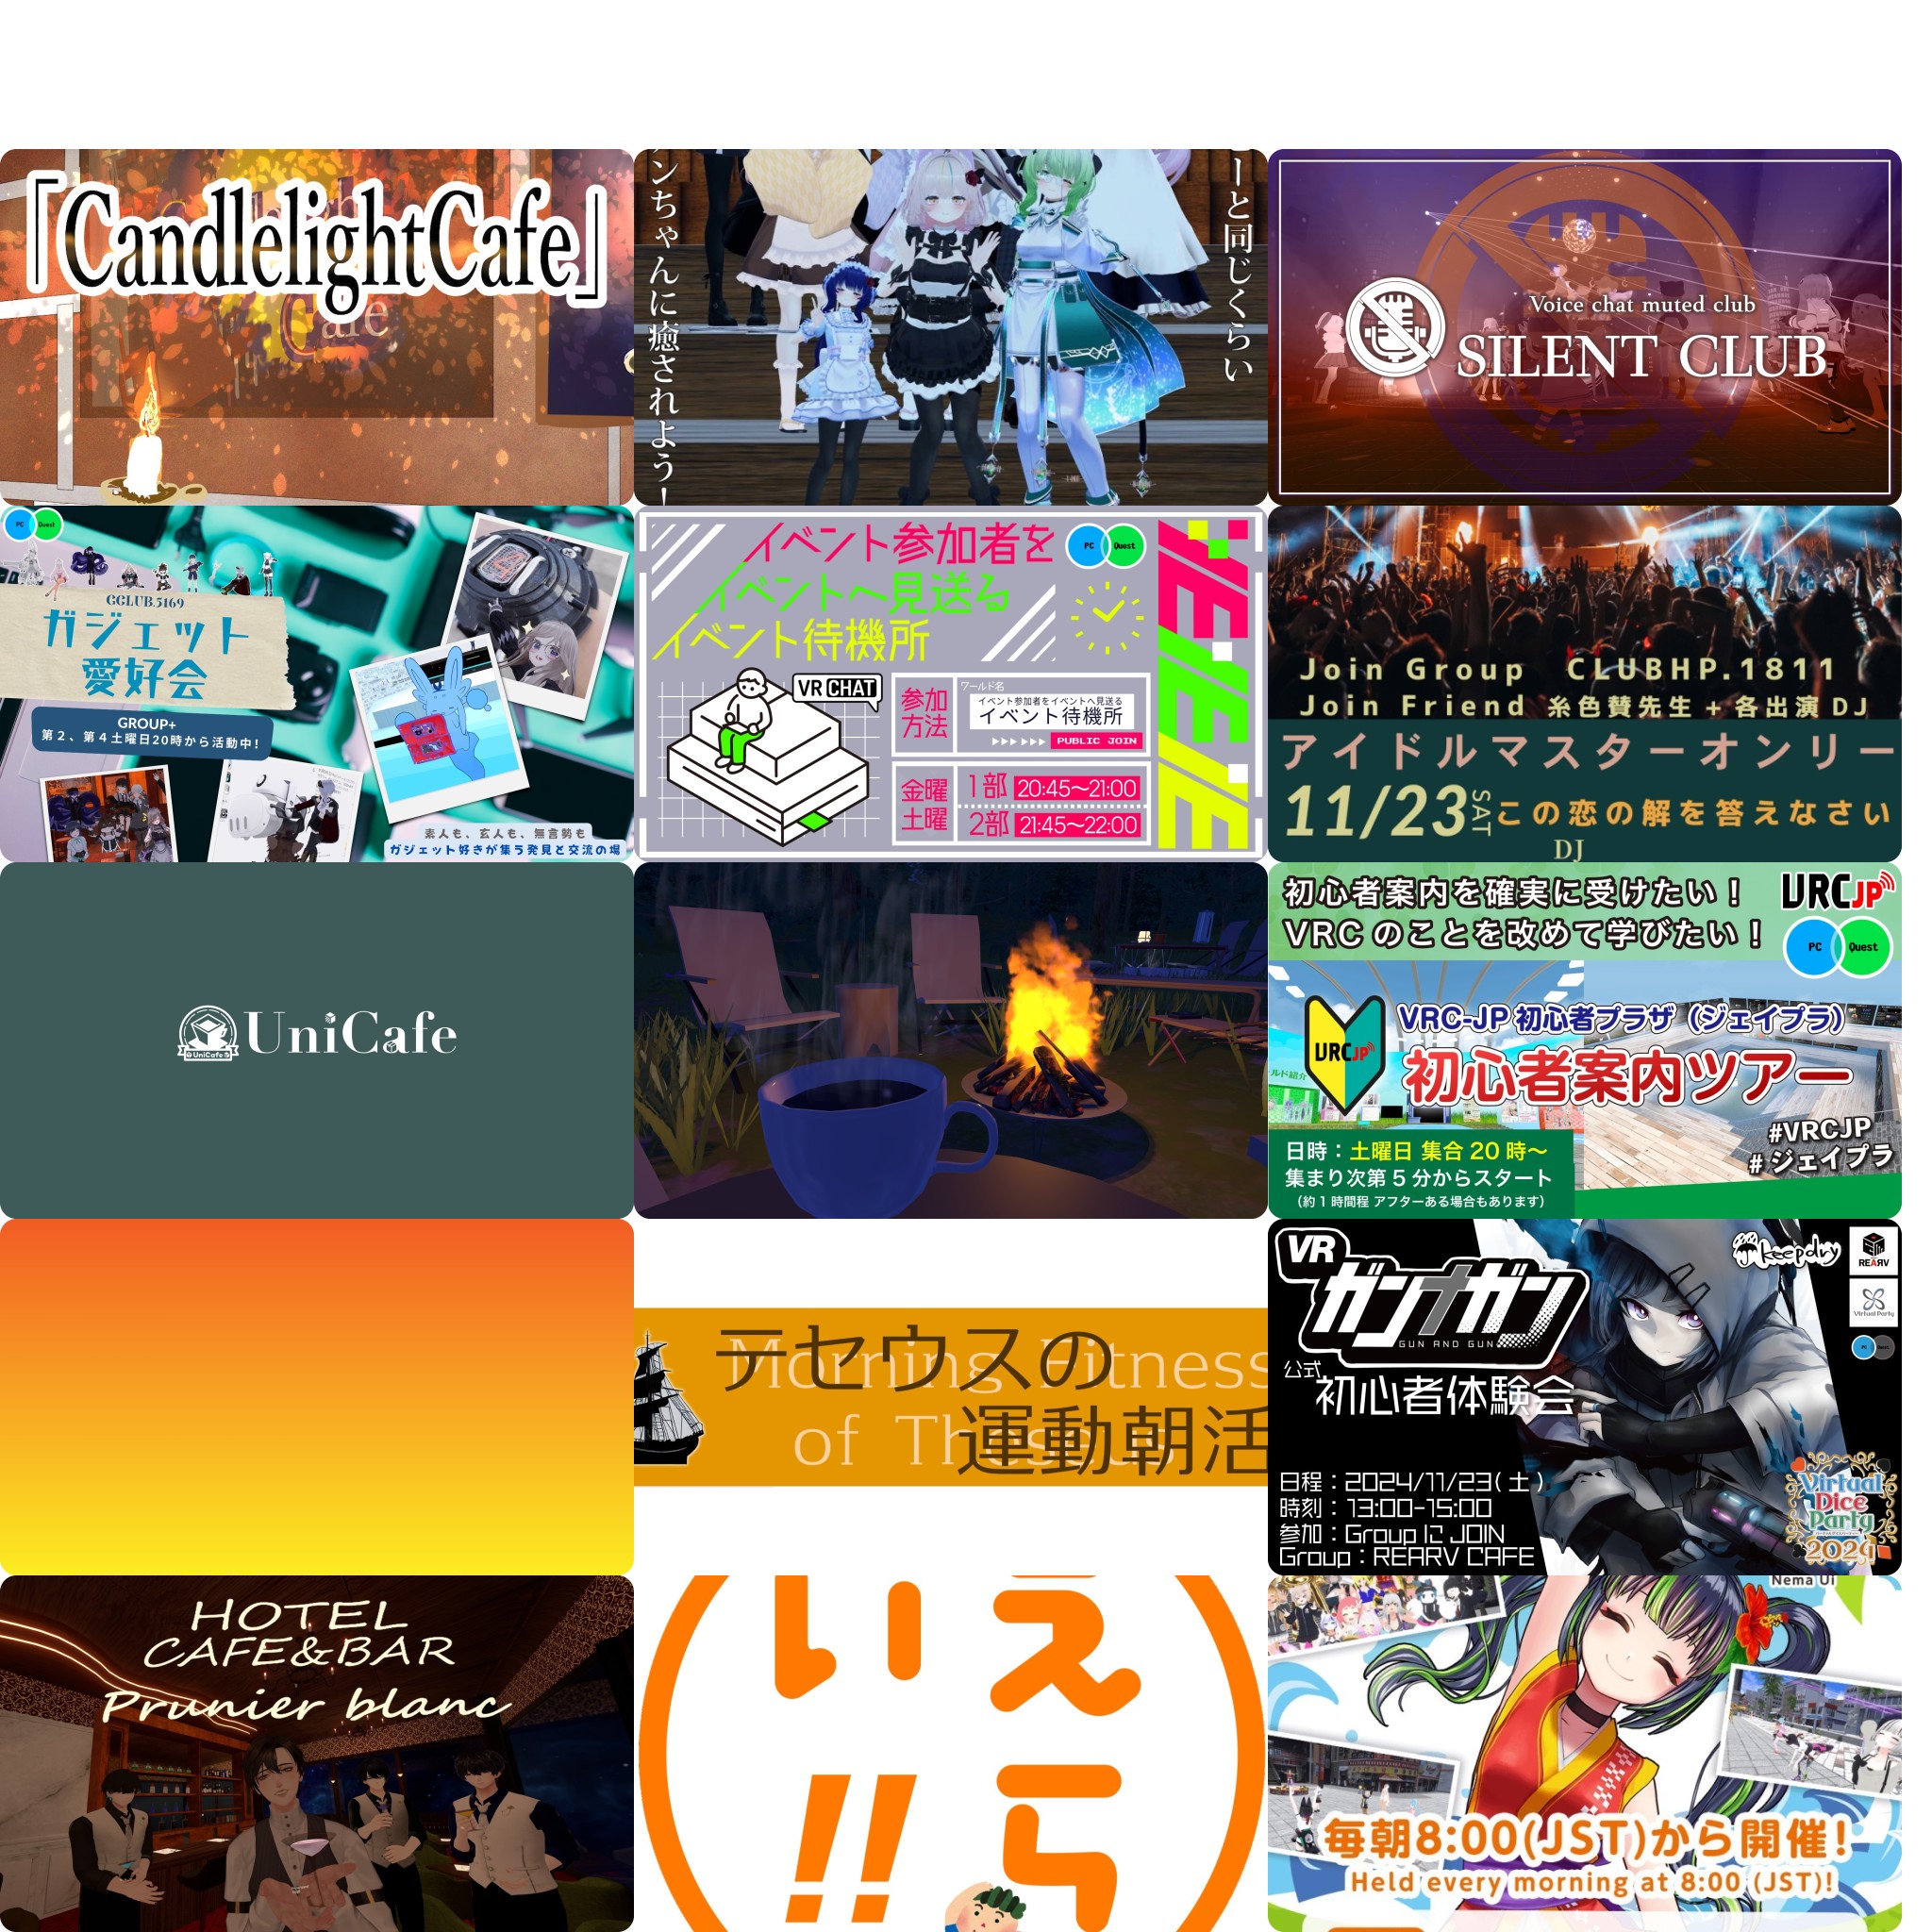 「CandlelightCafe」
Cafe
ーと同じくらい
ンちゃんに癒されよう！
Voice chat muted club
SILENT CLUB
PC
Quest
GCLUB.5169
ガジェット
愛好会
GROUP+
第２、第４土曜日20時から活動中！
素人も、玄人も、無言勢も
ガジェット好きが集う発見と交流の場
イベント参加者を
イベントへ見送る
イベント待機所
PC
Quest
VR CHAT
参加
方法
ワールド名
イベント参加者をイベントへ見送る
イベント待機所
PUBLIC JOIN
金曜
土曜
1部 20:45〜21:00
2部 21:45〜22:00
Join Group CLUBHP.1811
Join Friend 糸色賛先生 + 各出演DJ
アイドルマスターオンリー
11/23 SAT この恋の解を答えなさい
DJ
UniCafe
UniCafe
初心者案内を確実に受けたい！
VRCのことを改めて学びたい！
VRCJP
PC
Quest
VRCJP
VRC-JP 初心者プラザ（ジェイプラ）
初心者案内ツアー
ルド紹介
#VRCJP
#ジェイプラ
日時：土曜日 集合20時〜
集まり次第5分からスタート
（約1時間程 アフターある場合もあります）
テセウスの
運動朝活
Morning Fitness
of Theseus
VR
ガンナガン
GUN AND GUN
公式
初心者体験会
keepdry
REARV
Virtual Party
PC
Quest
日程：2024/11/23(土)
時刻：13:00-15:00
参加：Group に JOIN
Group：REARV CAFE
Virtual
Dice
Party
2024
HOTEL
CAFE&BAR
Prunier blanc
えら
い!!
Nema Ui
毎朝8:00(JST)から開催！
Held every morning at 8:00 (JST)!